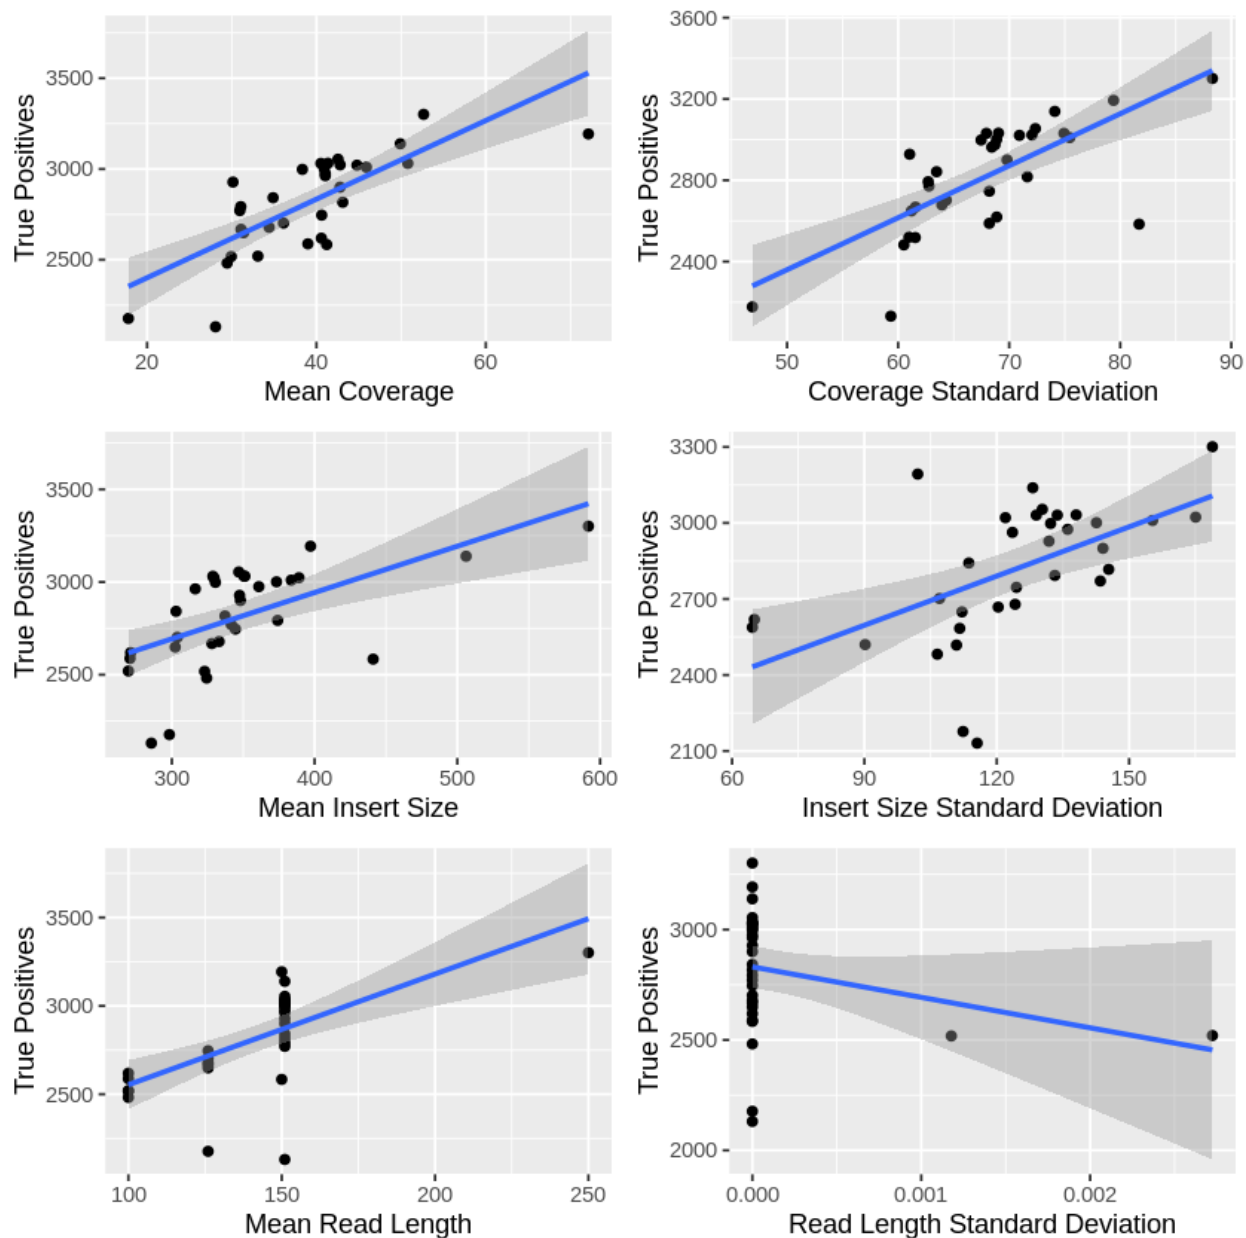 True Positives
3500
3000
2500
20 40 60
Mean Coverage
True Positives
3600
3200
2800
2400
50 60 70 80 90
Coverage Standard Deviation
True Positives
3500
3000
2500
300 400 500 600
Mean Insert Size
True Positives
3300
3000
2700
2400
2100
60 90 120 150
Insert Size Standard Deviation
True Positives
3500
3000
2500
100 150 200 250
Mean Read Length
True Positives
3000
2500
2000
0.000 0.001 0.002
Read Length Standard Deviation